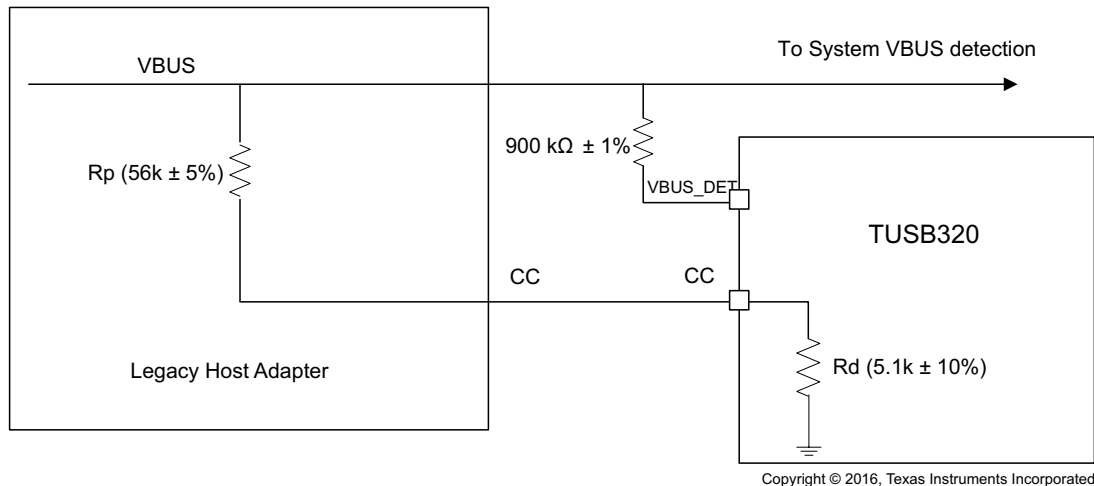 To System VBUS detection
VBUS
900 kΩ ± 1%
Rp (56k ± 5%)
VBUS_DET
TUSB320
CC
CC
Rd (5.1k ± 10%)
Legacy Host Adapter
Copyright © 2016, Texas Instruments Incorporated